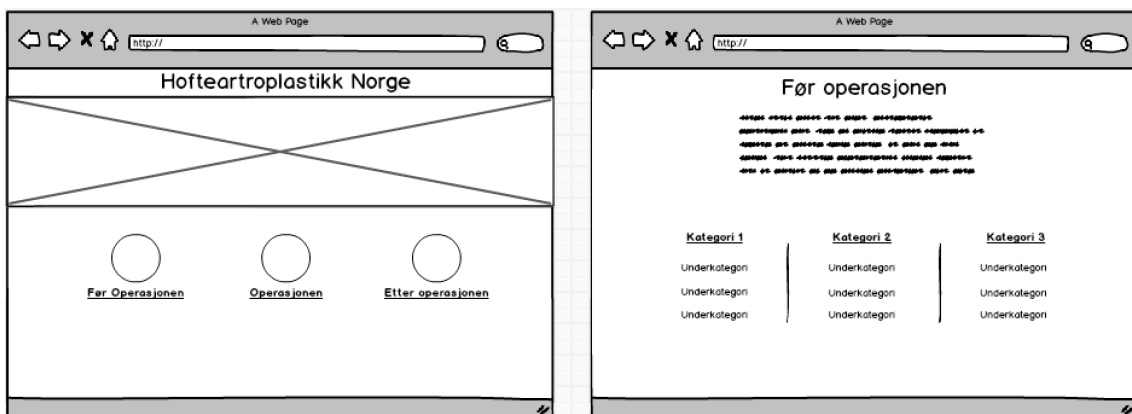 A Web Page
http://
Hofteartroplastikk Norge
Før Operasjonen
Operasjonen
Etter operasjonen
A Web Page
http://
Før operasjonen
Kategori 1
Kategori 2
Kategori 3
Underkategori
Underkategori
Underkategori
Underkategori
Underkategori
Underkategori
Underkategori
Underkategori
Underkategori